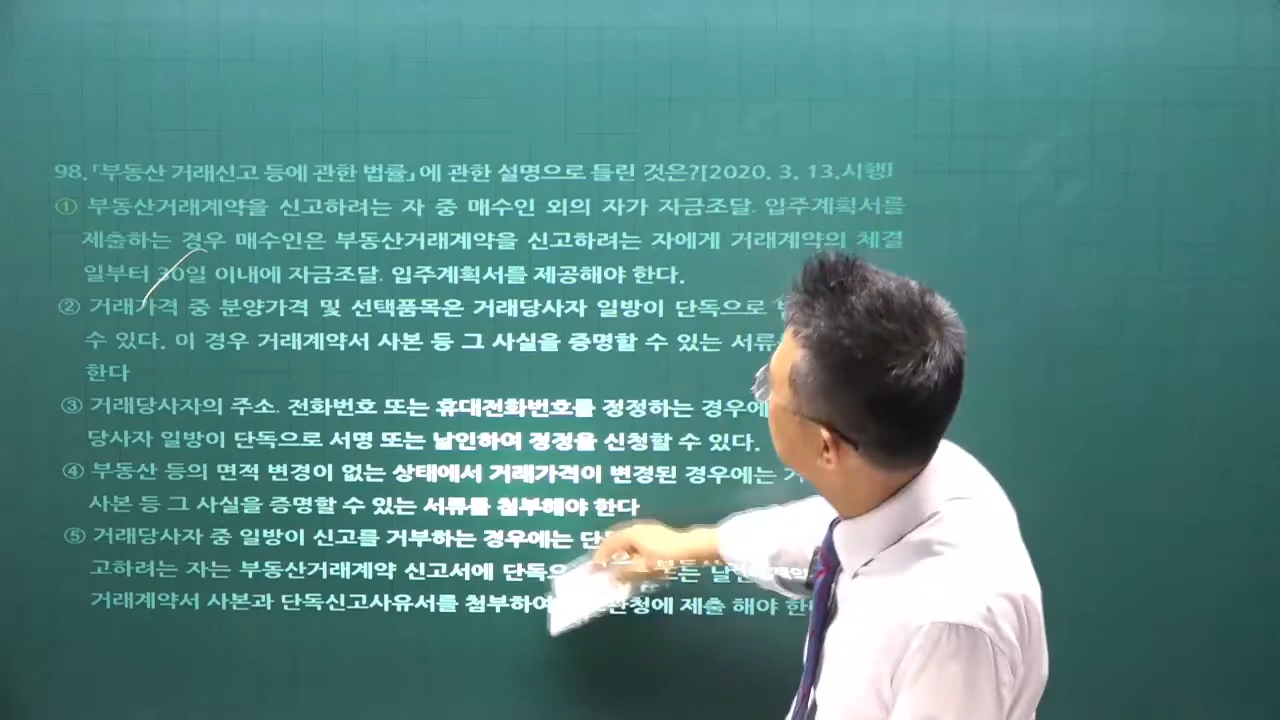 98.「부동산 거래신고 등에 관한 법률」에 관한 설명으로 틀린 것은?[2020. 3. 13.시행]
① 부동산거래계약을 신고하려는 자 중 매수인 외의 자가 자금조달. 입주계획서를
제출하는 경우 매수인은 부동산거래계약을 신고하려는 자에게 거래계약의 체결
일부터 30일 이내에 자금조달. 입주계획서를 제공해야 한다.
② 거래가격 중 분양가격 및 선택품목은 거래당사자 일방이 단독으로
수 있다. 이 경우 거래계약서 사본 등 그 사실을 증명할 수 있는 서류
한다
③ 거래당사자의 주소. 전화번호 또는 휴대전화번호를 정정하는 경우에
당사자 일방이 단독으로 서명 또는 날인하여 정정을 신청할 수 있다.
④ 부동산 등의 면적 변경이 없는 상태에서 거래가격이 변경된 경우에는
사본 등 그 사실을 증명할 수 있는 서류를 첨부해야 한다
⑤ 거래당사자 중 일방이 신고를 거부하는 경우에는
고하려는 자는 부동산거래계약 신고서에 단독으 또는
거래계약서 사본과 단독신고사유서를 첨부하여 관청에 제출 해야